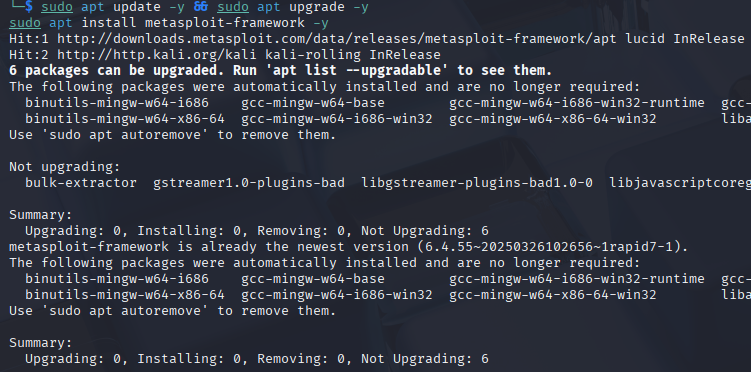 └─$ sudo apt update -y && sudo apt upgrade -y
sudo apt install metasploit-framework -y
Hit:1 http://downloads.metasploit.com/data/releases/metasploit-framework/apt lucid InRelease
Hit:2 http://http.kali.org/kali kali-rolling InRelease
6 packages can be upgraded. Run 'apt list --upgradable' to see them.
The following packages were automatically installed and are no longer required:
  binutils-mingw-w64-i686    gcc-mingw-w64-base        gcc-mingw-w64-i686-win32-runtime  gcc-
  binutils-mingw-w64-x86-64  gcc-mingw-w64-i686-win32  gcc-mingw-w64-x86-64-win32        liba
Use 'sudo apt autoremove' to remove them.

Not upgrading:
  bulk-extractor  gstreamer1.0-plugins-bad  libgstreamer-plugins-bad1.0-0  libjavascriptcoreg

Summary:
  Upgrading: 0, Installing: 0, Removing: 0, Not Upgrading: 6
metasploit-framework is already the newest version (6.4.55~20250326102656~1rapid7-1).
The following packages were automatically installed and are no longer required:
  binutils-mingw-w64-i686    gcc-mingw-w64-base        gcc-mingw-w64-i686-win32-runtime  gcc-
  binutils-mingw-w64-x86-64  gcc-mingw-w64-i686-win32  gcc-mingw-w64-x86-64-win32        liba
Use 'sudo apt autoremove' to remove them.

Summary:
  Upgrading: 0, Installing: 0, Removing: 0, Not Upgrading: 6